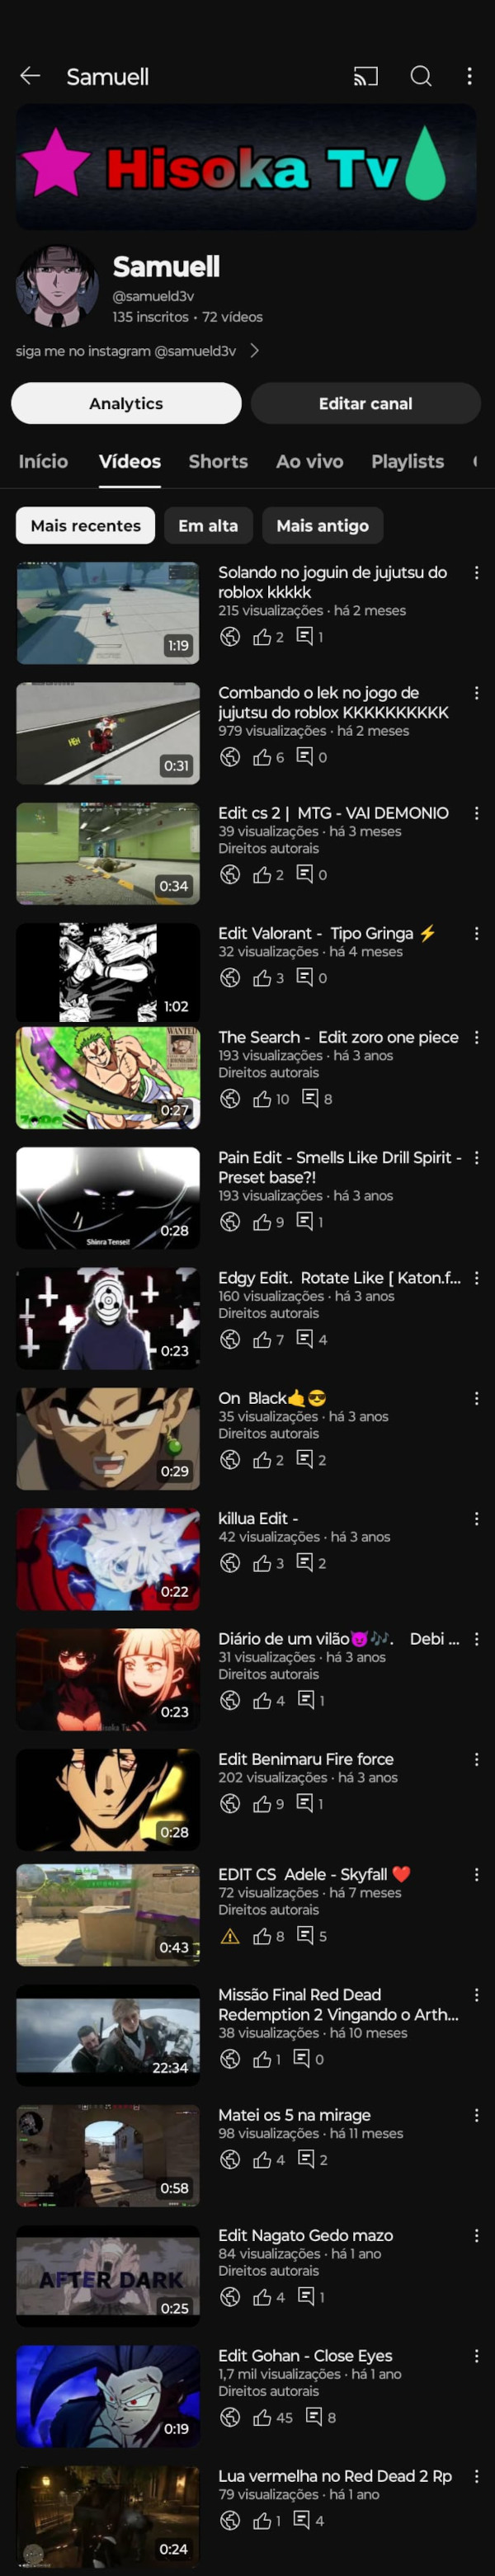 Samuell
Hisoka Tv
Samuell
@samueld3v
135 inscritos • 72 vídeos
siga me no instagram @samueld3v
Analytics
Editar canal
Início Vídeos Shorts Ao vivo Playlists
Mais recentes Em alta Mais antigo
Solando no joguin de jujutsu do
roblox kkkkk
215 visualizações · há 2 meses
2 1
1:19
Combando o lek no jogo de
jujutsu do roblox KKKKKKKKKK
979 visualizações · há 2 meses
6 0
HEH
0:31
Edit cs 2 | MTG - VAI DEMONIO
39 visualizações · há 3 meses
Direitos autorais
2 0
0:34
Edit Valorant - Tipo Gringa ⚡
32 visualizações · há 4 meses
3 0
1:02
The Search - Edit zoro one piece
193 visualizações · há 3 anos
Direitos autorais
10 8
WANTED
0:27
Pain Edit - Smells Like Drill Spirit -
Preset base?!
193 visualizações · há 3 anos
9 1
0:28
Shinra Tensei!
Edgy Edit. Rotate Like [ Katon.f...
160 visualizações · há 3 anos
Direitos autorais
7 4
0:23
On Black🤙😎
35 visualizações · há 3 anos
Direitos autorais
2 2
0:29
killua Edit -
42 visualizações · há 3 anos
3 2
0:22
Diário de um vilão😈🎶. Debi ...
31 visualizações · há 3 anos
Direitos autorais
4 1
0:23
Hisoka Tv
Edit Benimaru Fire force
202 visualizações · há 3 anos
9 1
0:28
EDIT CS Adele - Skyfall ❤️
72 visualizações · há 7 meses
Direitos autorais
8 5
0:43
Missão Final Red Dead
Redemption 2 Vingando o Arth...
38 visualizações · há 10 meses
1 0
22:34
Matei os 5 na mirage
98 visualizações · há 11 meses
4 2
0:58
Edit Nagato Gedo mazo
84 visualizações · há 1 ano
Direitos autorais
4 1
AFTER DARK
0:25
Edit Gohan - Close Eyes
1,7 mil visualizações · há 1 ano
Direitos autorais
45 8
0:19
Lua vermelha no Red Dead 2 Rp
79 visualizações · há 1 ano
1 4
0:24